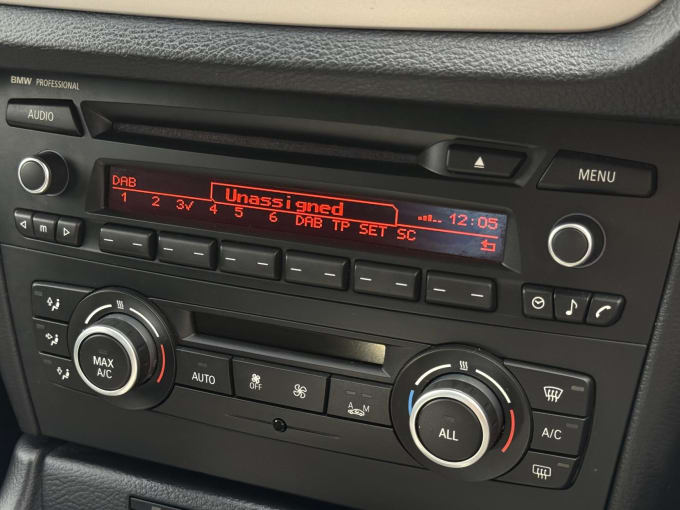 BMW PROFESSIONAL
AUDIO
MENU
DAB Unassigned 12:05
1 2 3✓ 4 5 6 DAB TP SET SC
m
MAX A/C
AUTO
OFF
A M
ALL
A/C